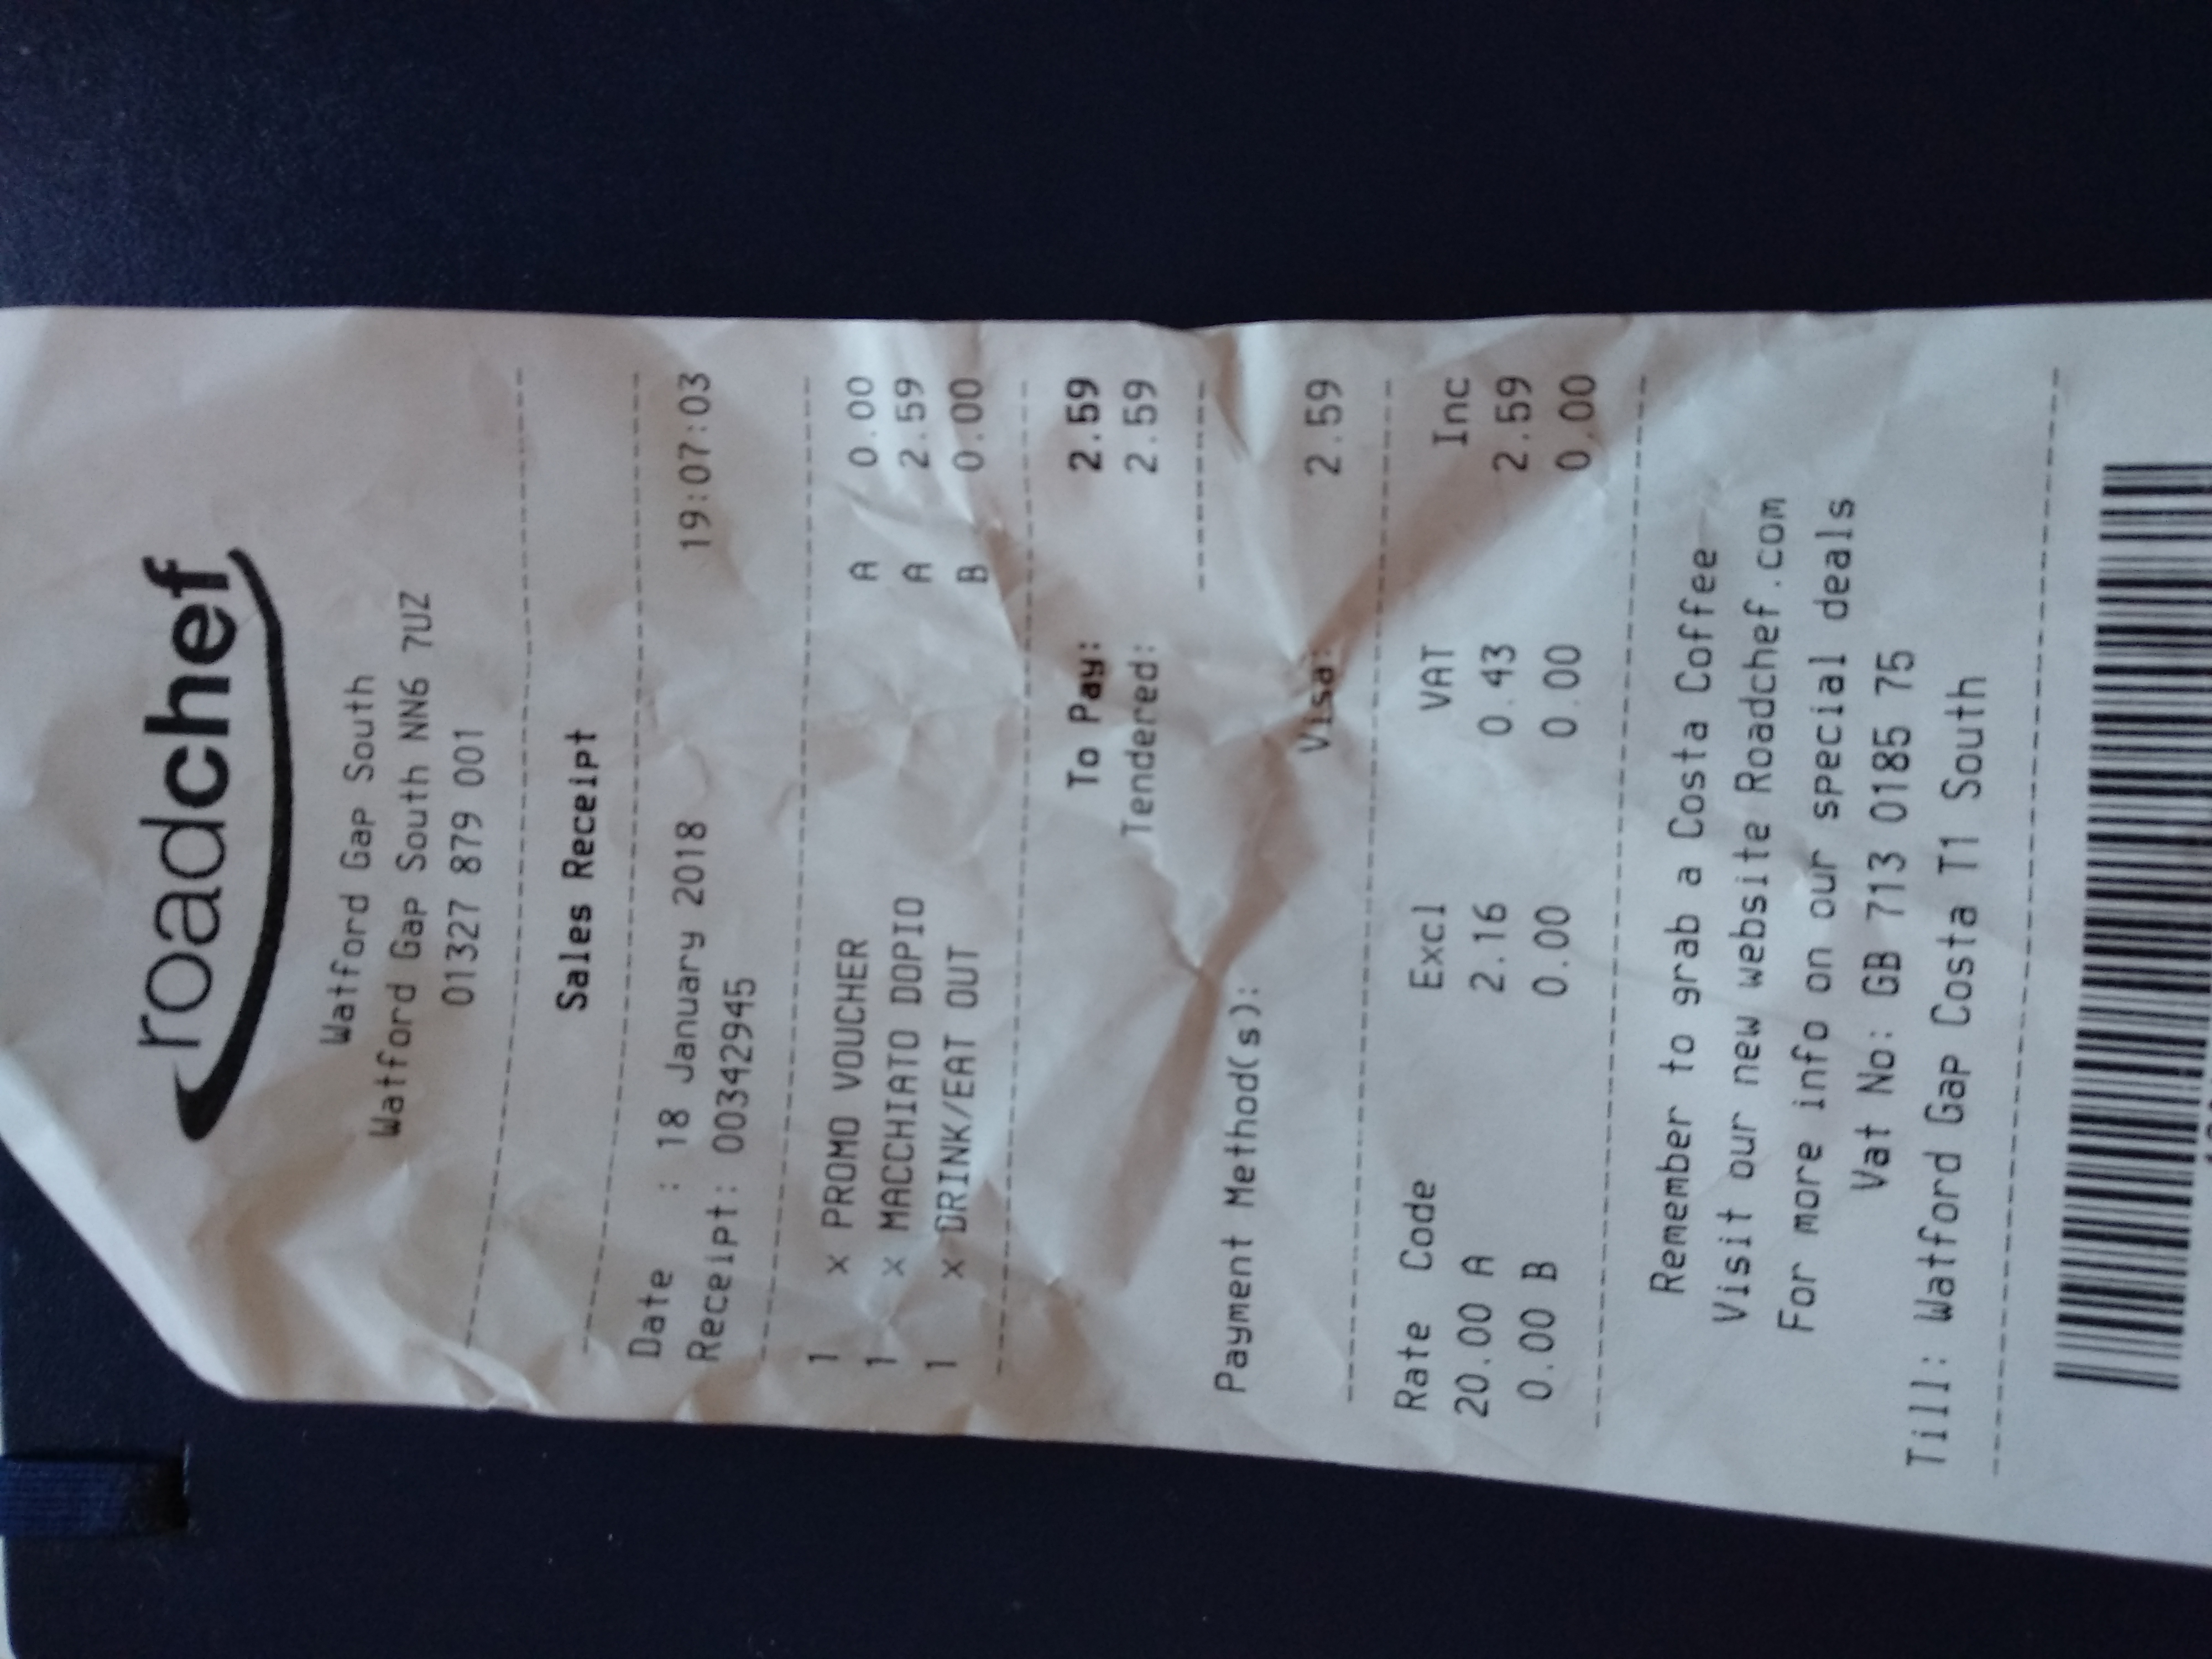 roadchef
Watford Gap South
Watford Gap South NN6 7UZ
01327 879 001
Sales Receipt
Date : 18 January 2018 19:07:03
Receipt: 00342945
1 x PROMO VOUCHER A 0.00
1 x MACCHIATO DOPIO A 2.59
1 x DRINK/EAT OUT B 0.00
To Pay: 2.59
Tendered: 2.59
Payment Method(s):
Visa: 2.59
Rate Code Excl VAT Inc
20.00 A 2.16 0.43 2.59
0.00 B 0.00 0.00 0.00
Remember to grab a Costa Coffee
Visit our new website Roadchef.com
For more info on our special deals
Vat No: GB 713 0185 75
Till: Watford Gap Costa T1 South